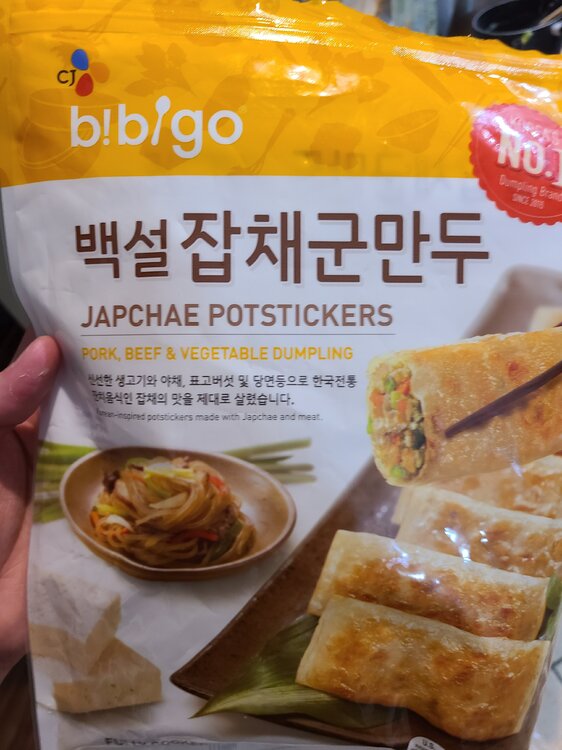 CJ
b!b!go
NO.1
Dumpling Brand
SINCE 2015
백설 잡채군만두
JAPCHAE POTSTICKERS
PORK, BEEF & VEGETABLE DUMPLING
신선한 생고기와 야채, 표고버섯 및 당면등으로 한국전통
잔치음식인 잡채의 맛을 제대로 살렸습니다.
Korean-inspired potstickers made with Japchae and meat.
FULLY COOKED